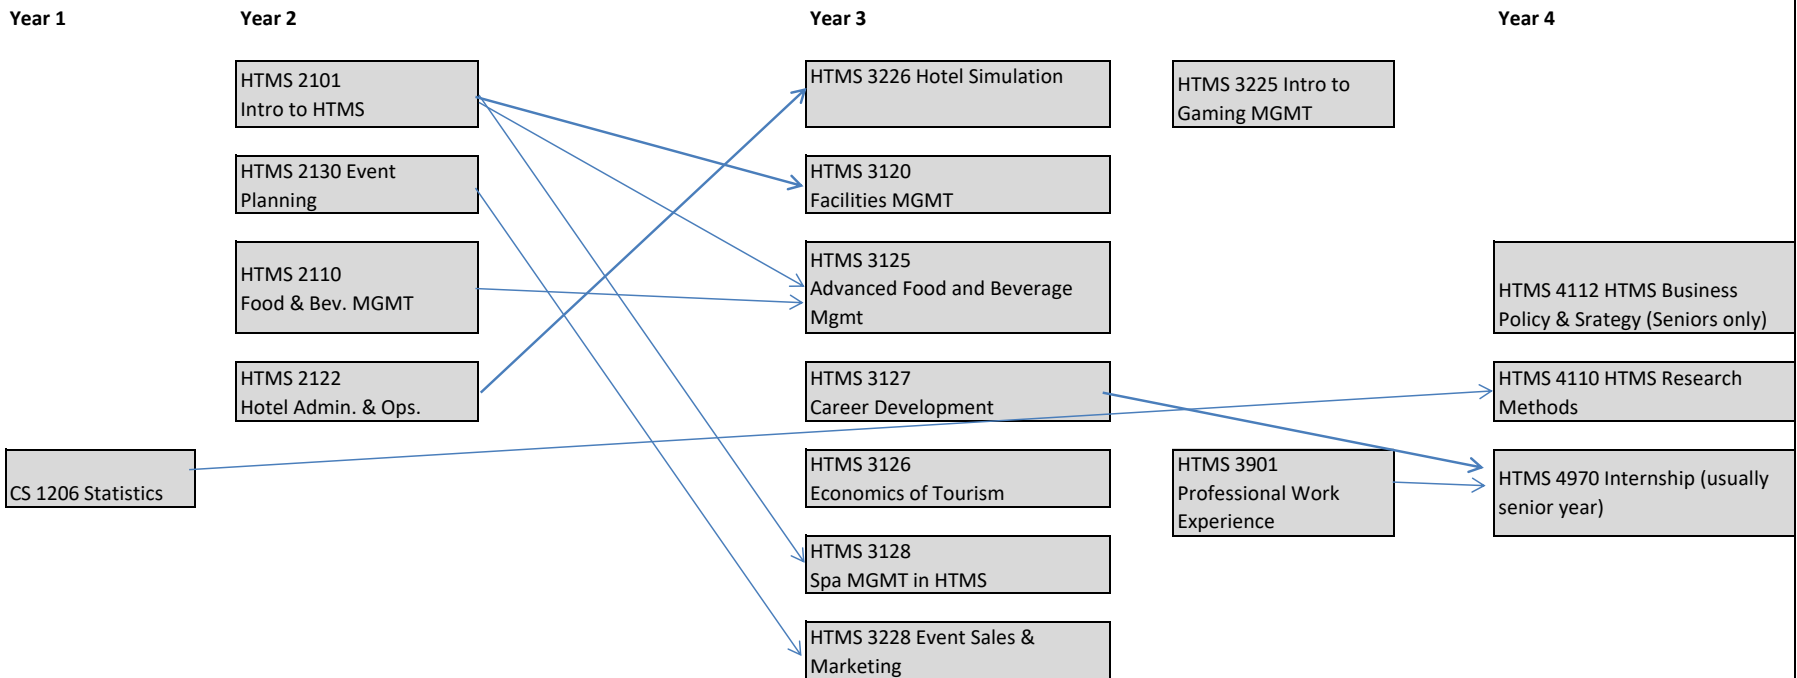 Year 1
Year 2
Year 3
Year 4
HTMS 2101
Intro to HTMS
HTMS 3226 Hotel Simulation
HTMS 3225 Intro to
Gaming MGMT
HTMS 2130 Event
Planning
HTMS 3120
Facilities MGMT
HTMS 2110
Food & Bev. MGMT
HTMS 3125
Advanced Food and Beverage
Mgmt
HTMS 4112 HTMS Business
Policy & Srategy (Seniors only)
HTMS 2122
Hotel Admin. & Ops.
HTMS 3127
Career Development
HTMS 4110 HTMS Research
Methods
CS 1206 Statistics
HTMS 3126
Economics of Tourism
HTMS 3901
Professional Work
Experience
HTMS 4970 Internship (usually
senior year)
HTMS 3128
Spa MGMT in HTMS
HTMS 3228 Event Sales &
Marketing